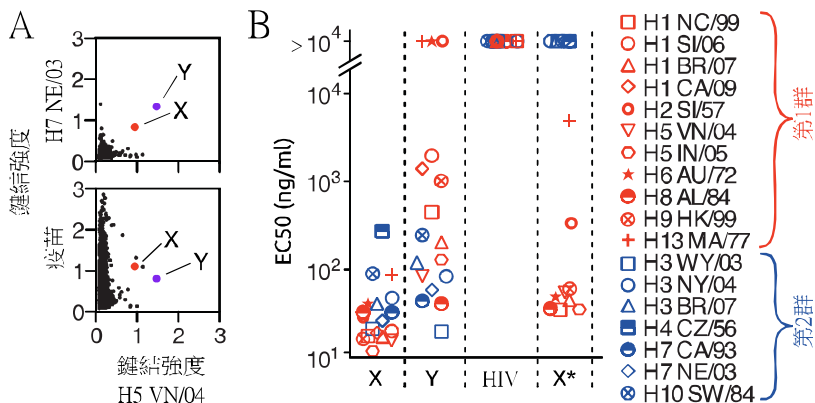 A
3
2
1
0
H7 NE/03
Y
X
鍵結強度
3
2
1
0
疫苗
X
Y
0 1 2 3
鍵結強度
H5 VN/04
B
> 10⁴
10⁴
10³
10²
10¹
EC50 (ng/ml)
X Y HIV X*
H1 NC/99
H1 SI/06
H1 BR/07
H1 CA/09
H2 SI/57
H5 VN/04
H5 IN/05
H6 AU/72
H8 AL/84
H9 HK/99
H13 MA/77
H3 WY/03
H3 NY/04
H3 BR/07
H4 CZ/56
H7 CA/93
H7 NE/03
H10 SW/84
第1群
第2群